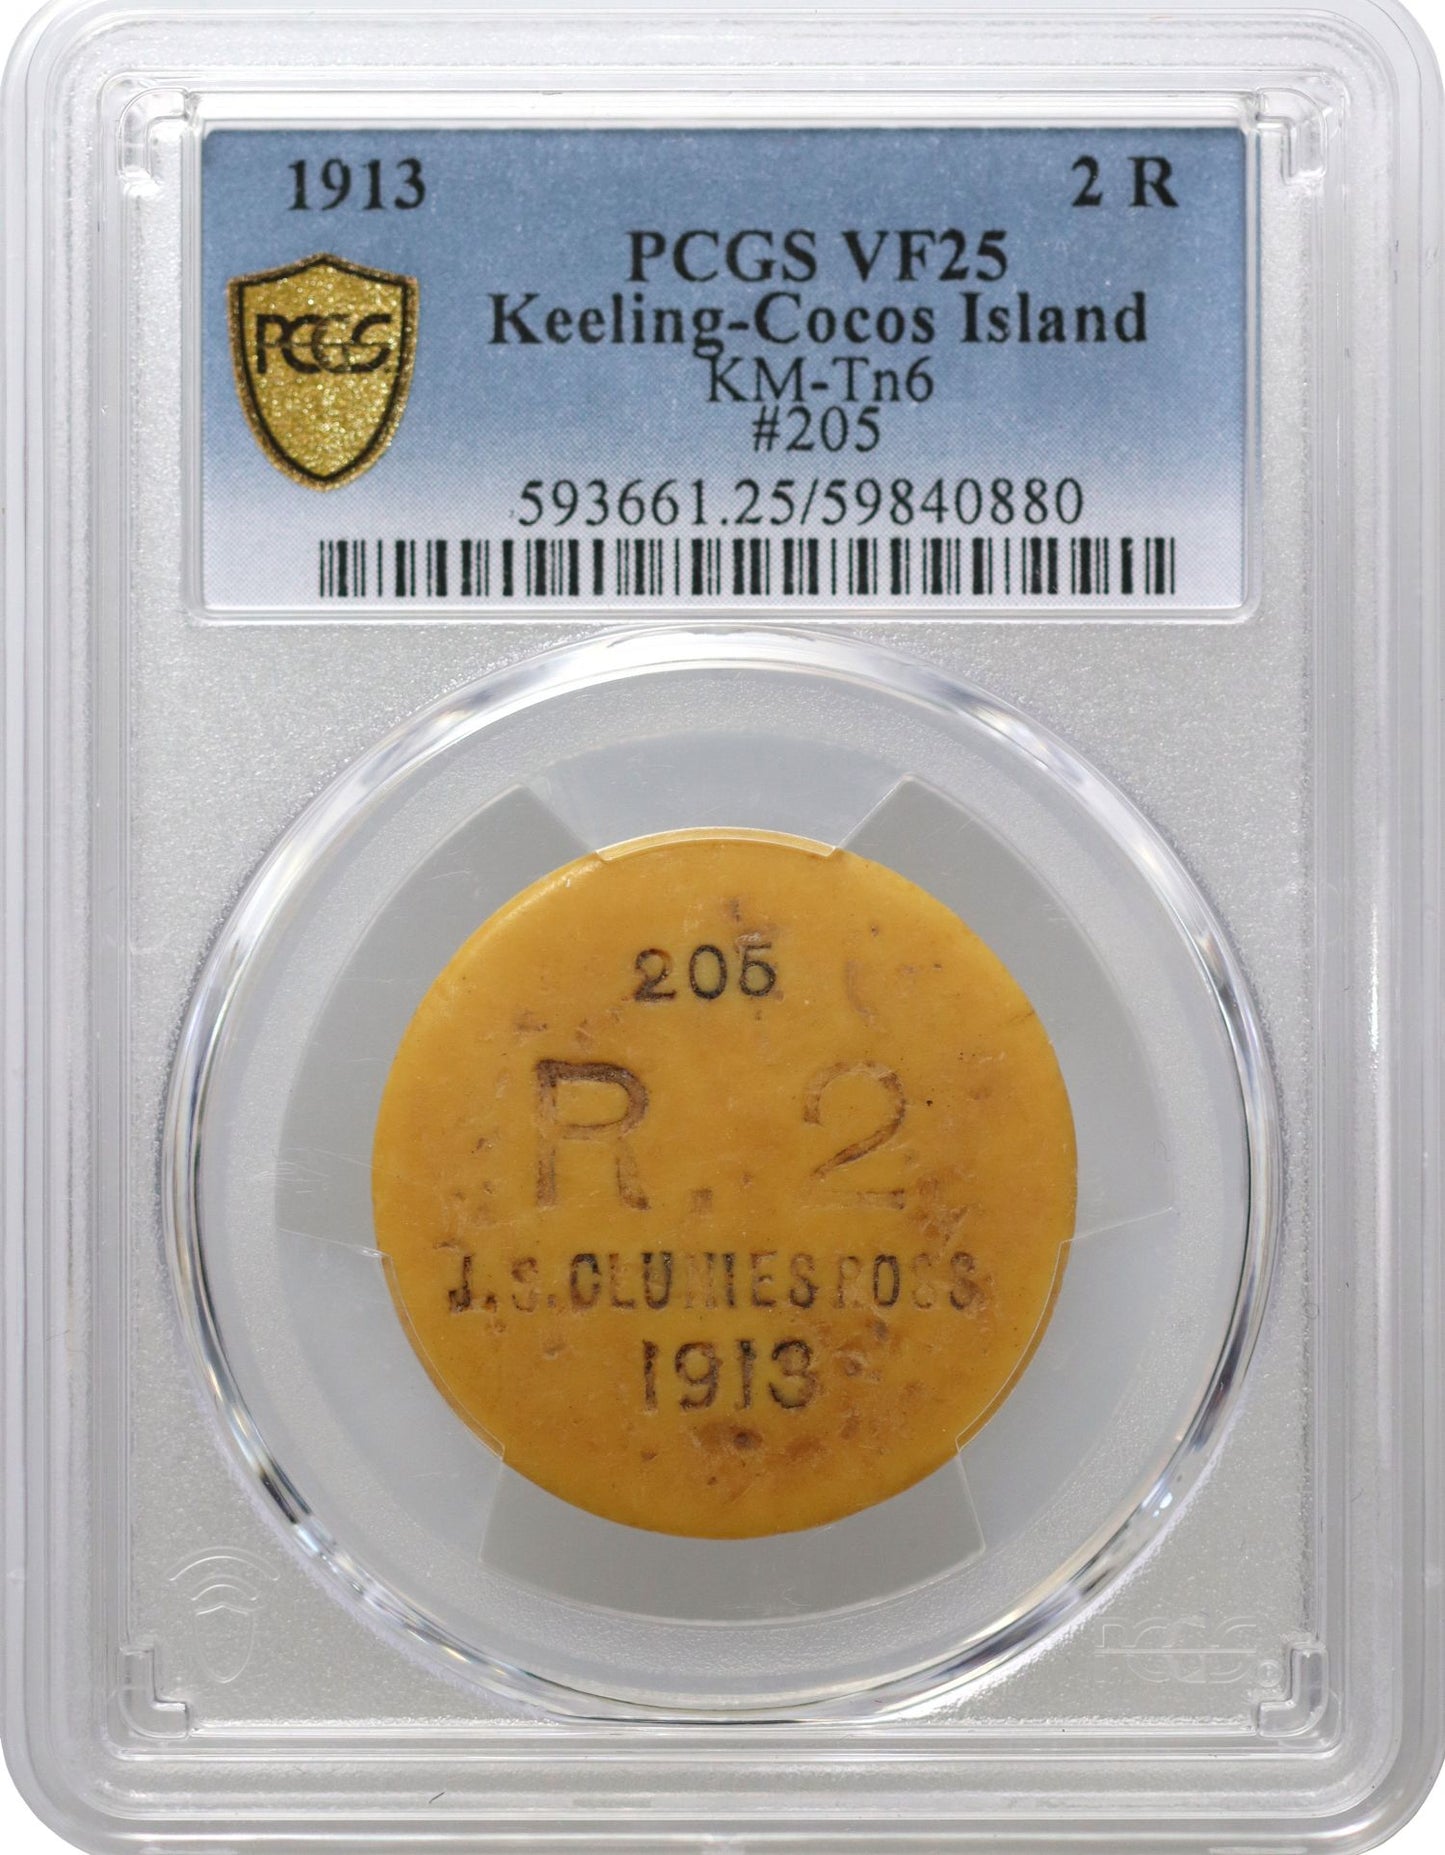 1913 2 R
PCGS VF25
Keeling-Cocos Island
KM-Tn6
#205
593661.25/59840880
PCGS
205
R. 2
J.S.CLUNIES ROSS
1913
PCGS